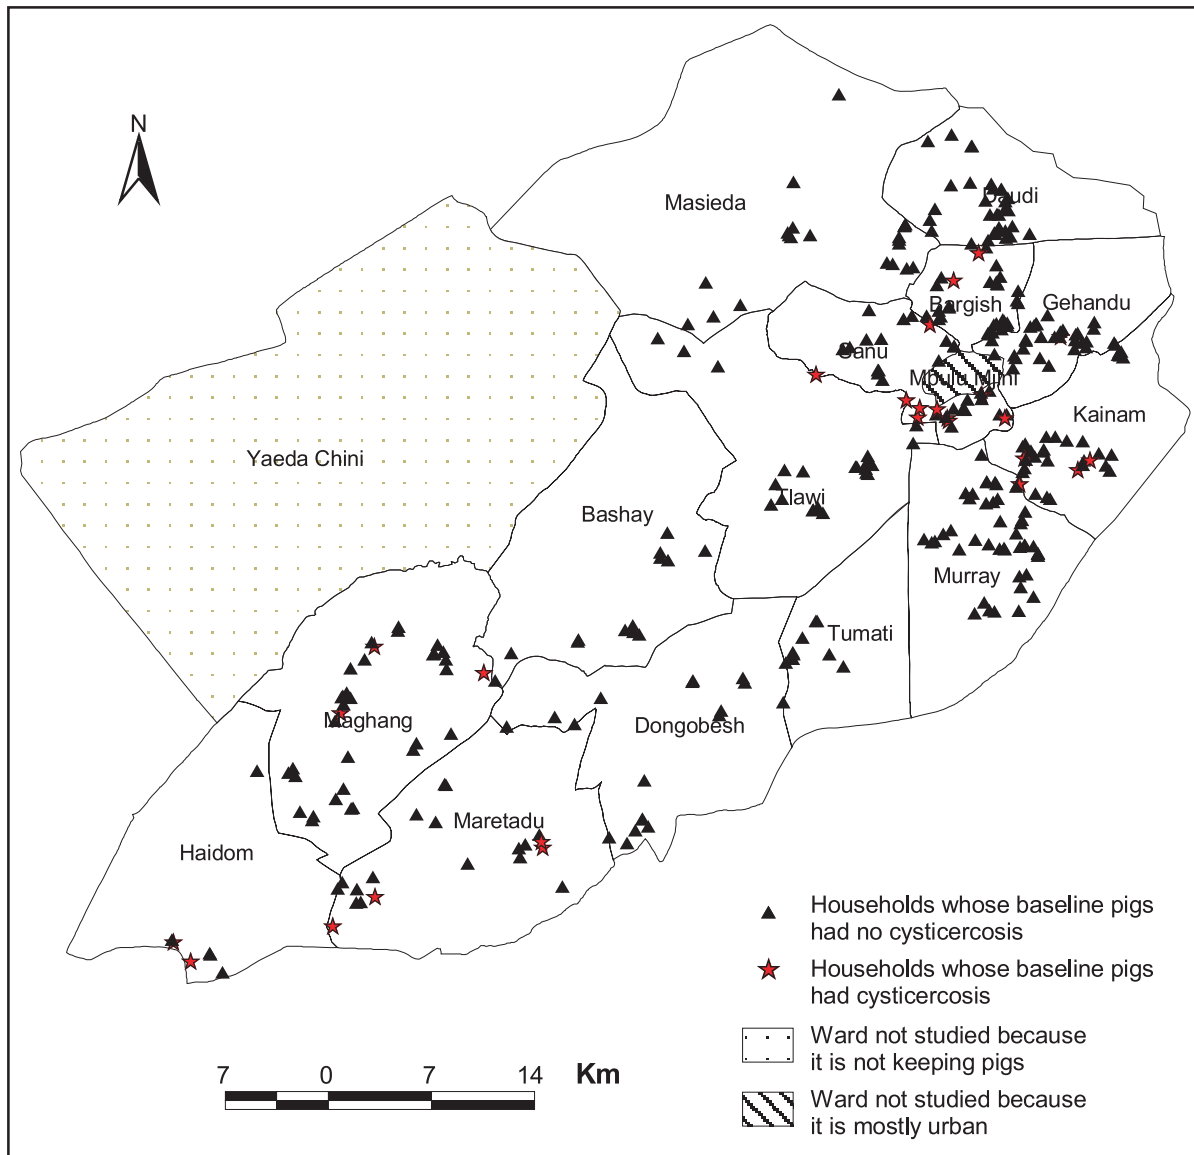 N
Masieda
Daudi
Bargish
Gehandu
Sanu
Mbulu Mjini
Kainam
Yaeda Chini
Bashay
Tlawi
Murray
Tumati
Maghang
Dongobesh
Maretadu
Haidom
Households whose baseline pigs
had no cysticercosis
Households whose baseline pigs
had cysticercosis
Ward not studied because
it is not keeping pigs
Ward not studied because
it is mostly urban
7 0 7 14 Km